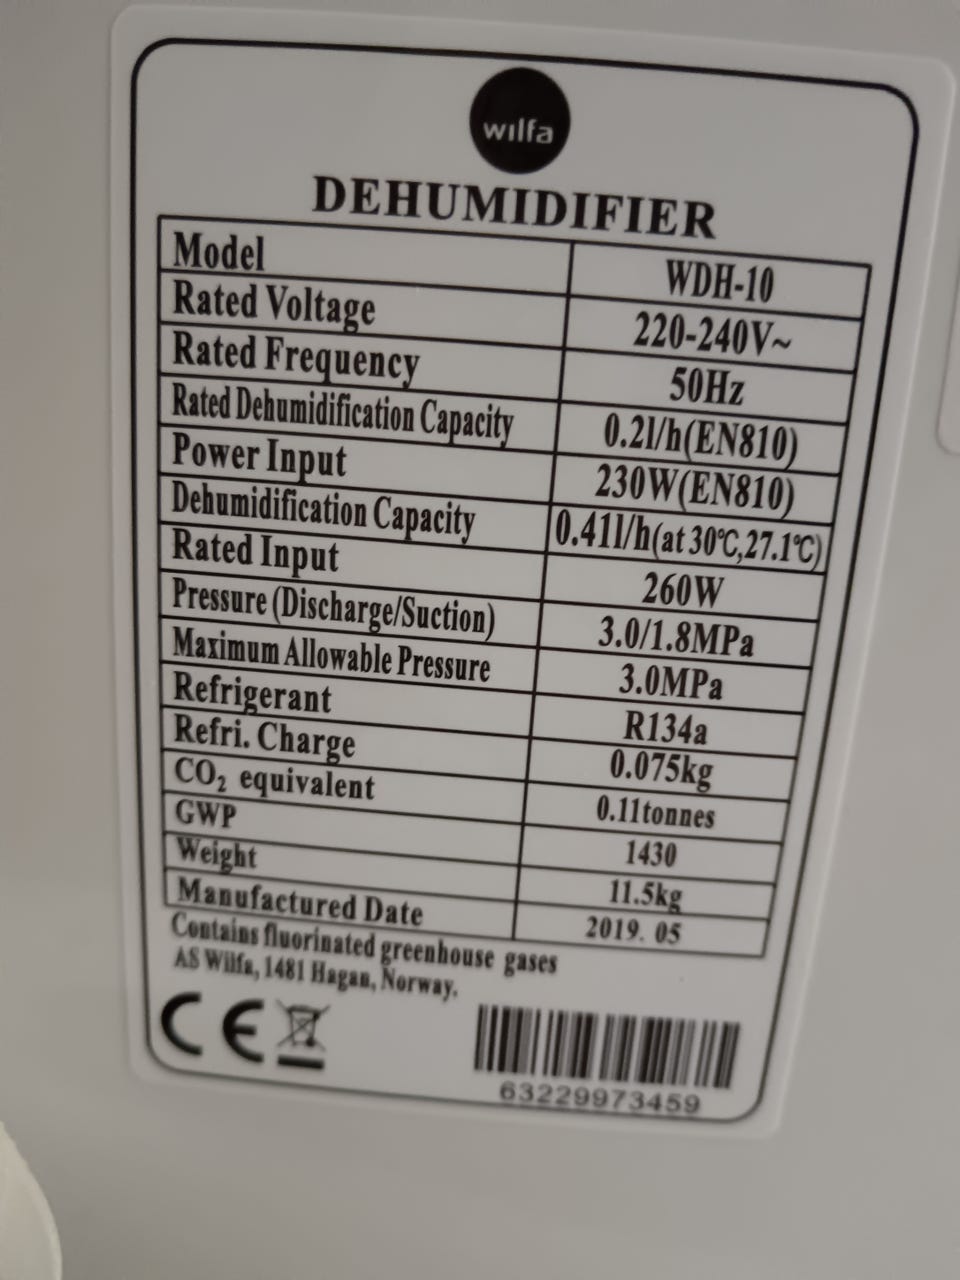 wilfa
DEHUMIDIFIER
Model WDH-10
Rated Voltage 220-240V~
Rated Frequency 50Hz
Rated Dehumidification Capacity 0.2l/h(EN810)
Power Input 230W(EN810)
Dehumidification Capacity 0.41l/h(at 30℃,27.1℃)
Rated Input 260W
Pressure (Discharge/Suction) 3.0/1.8MPa
Maximum Allowable Pressure 3.0MPa
Refrigerant R134a
Refri. Charge 0.075kg
CO₂ equivalent 0.11tonnes
GWP 1430
Weight 11.5kg
Manufactured Date 2019. 05
Contains fluorinated greenhouse gases
AS Wilfa, 1481 Hagan, Norway.
CE
63229973459